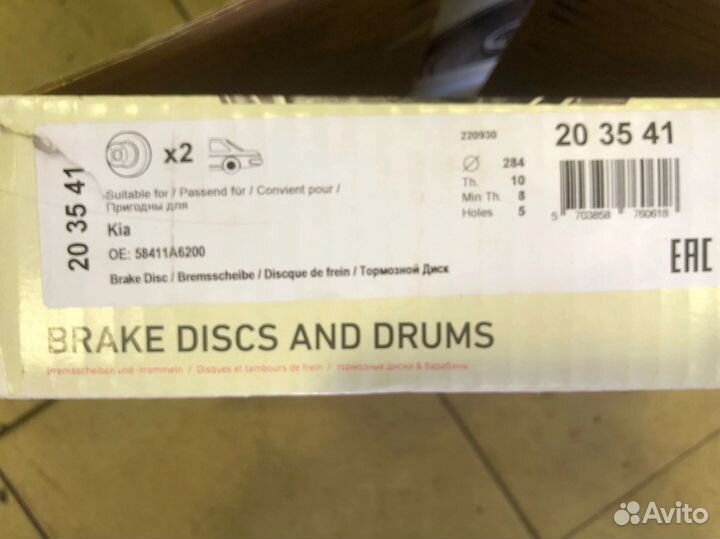 x2
220930
20 35 41
20 35 41
Ø 284
Th. 10
Min Th. 8
Holes 5
5 703858 760618
Suitable for / Passend für / Convient pour /
Пригодны для
Kia
OE: 58411A6200
Brake Disc / Bremsscheibe / Discque de frein / Тормозной Диск
EAC
BRAKE DISCS AND DRUMS
Bremsscheiben und -trommeln / Disques et tambours de frein / тормозные диски & барабаны
Avito